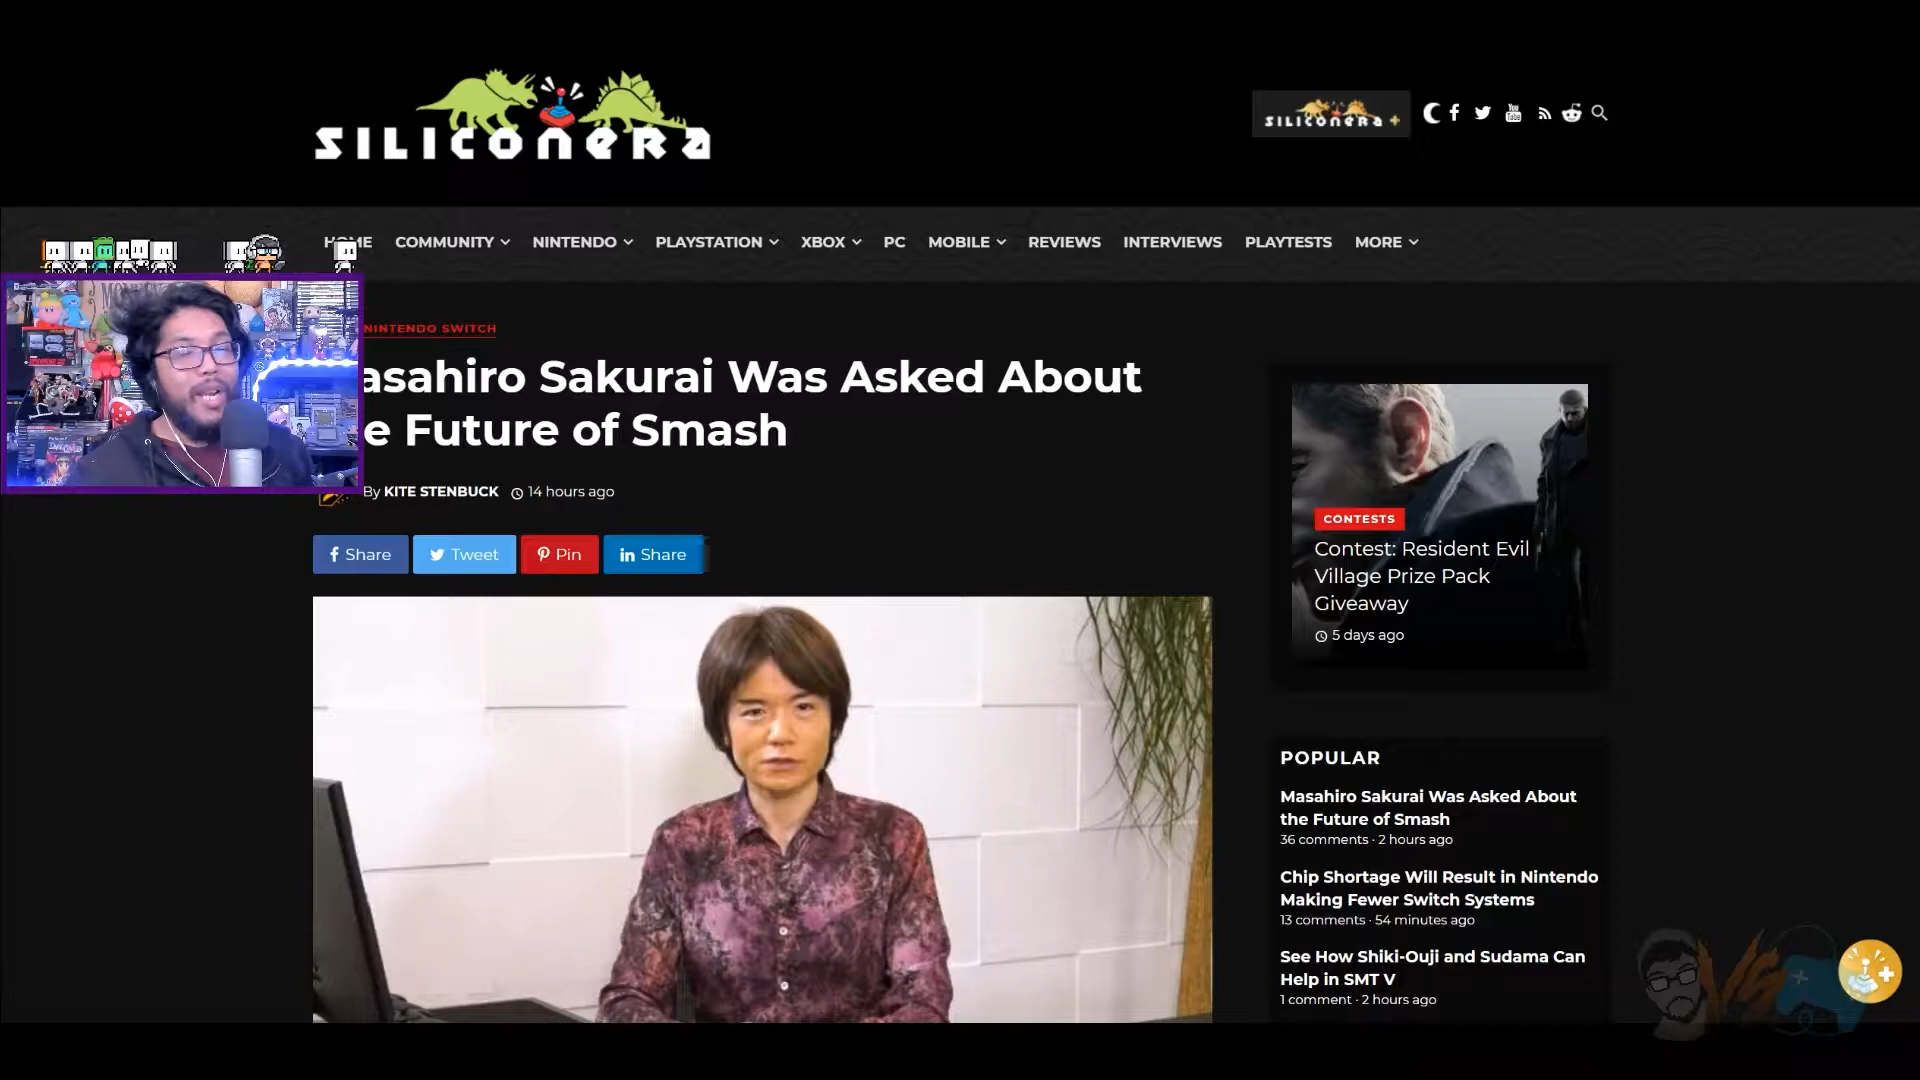 SILICONERA
SILICONERA +
HOME COMMUNITY NINTENDO PLAYSTATION XBOX PC MOBILE REVIEWS INTERVIEWS PLAYTESTS MORE
NINTENDO SWITCH
asahiro Sakurai Was Asked About
e Future of Smash
By KITE STENBUCK 14 hours ago
Share Tweet Pin Share
CONTESTS
Contest: Resident Evil
Village Prize Pack
Giveaway
5 days ago
POPULAR
Masahiro Sakurai Was Asked About
the Future of Smash
36 comments · 2 hours ago
Chip Shortage Will Result in Nintendo
Making Fewer Switch Systems
13 comments · 54 minutes ago
See How Shiki-Ouji and Sudama Can
Help in SMT V
1 comment · 2 hours ago